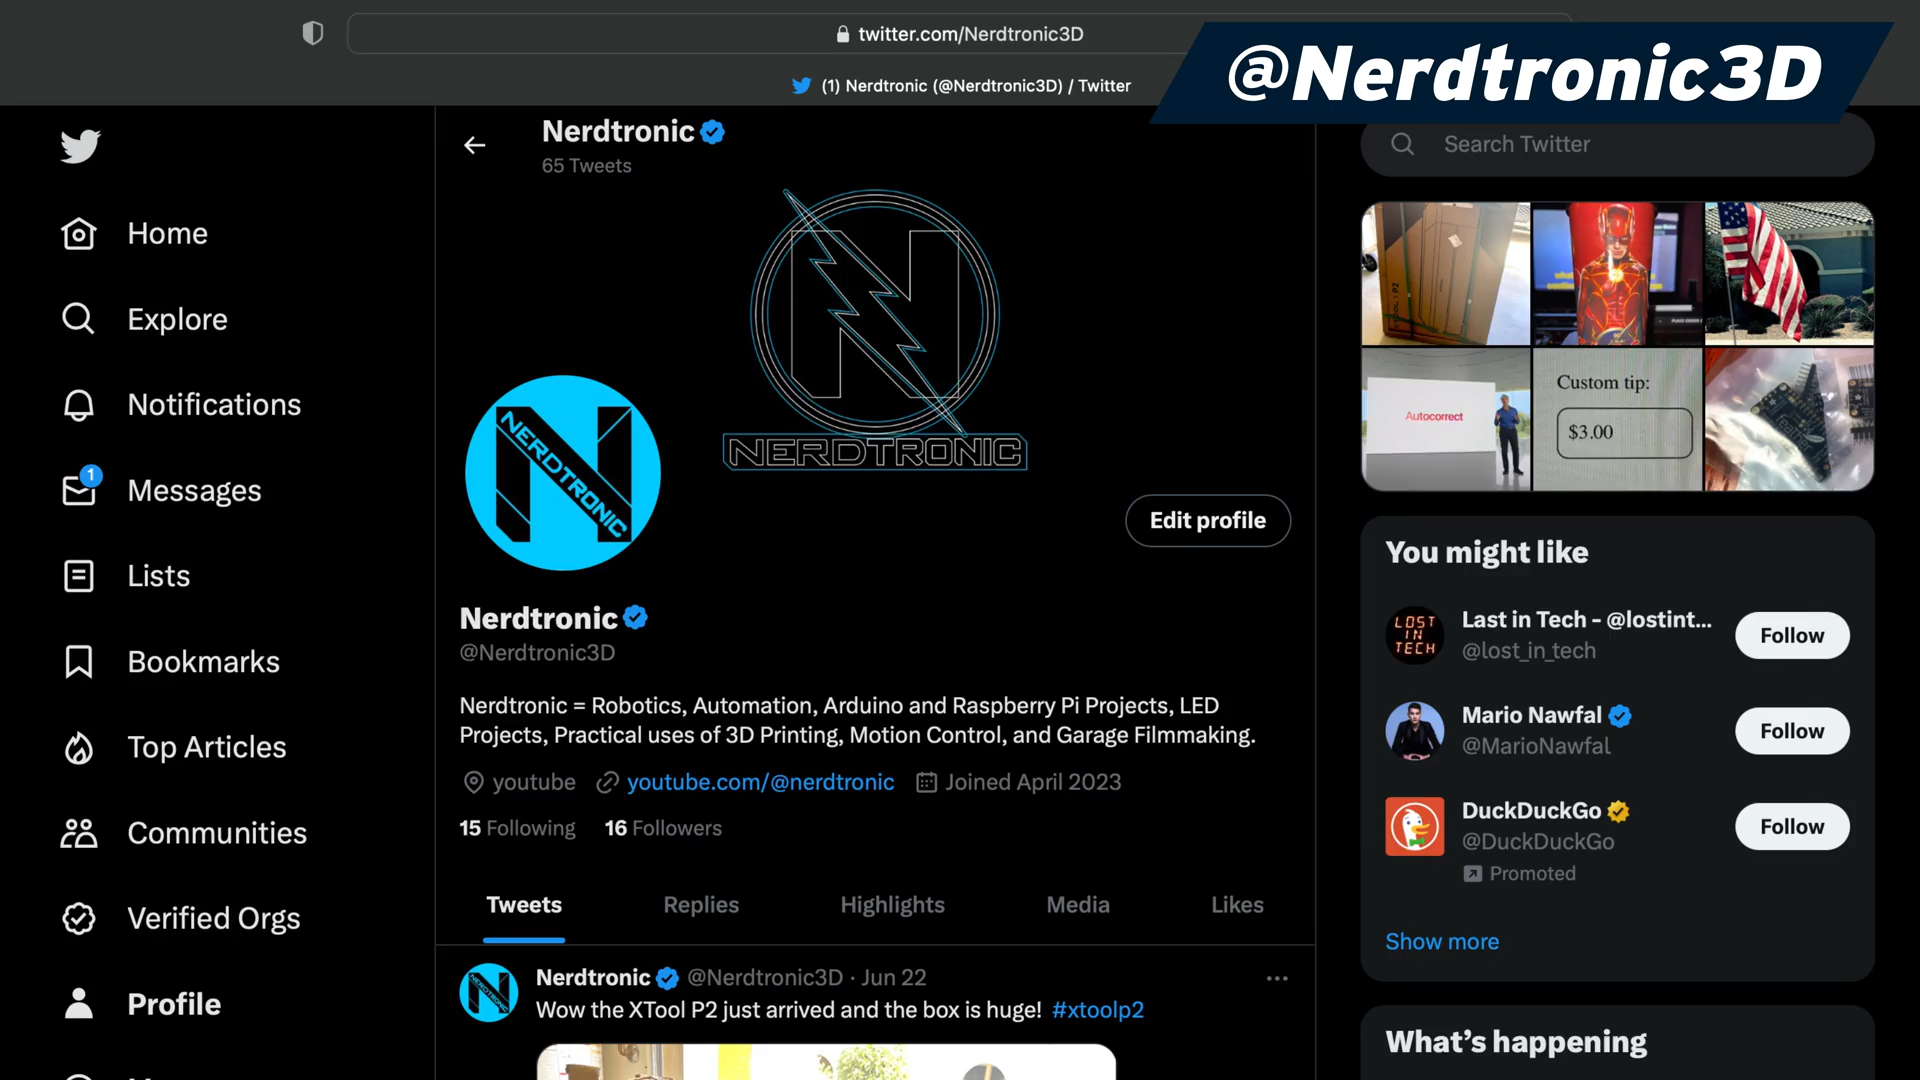 twitter.com/Nerdtronic3D
(1) Nerdtronic (@Nerdtronic3D) / Twitter
@Nerdtronic3D
Home
Explore
Notifications
1
Messages
Lists
Bookmarks
Top Articles
Communities
Verified Orgs
Profile
Nerdtronic
65 Tweets
NERDTRONIC
NERDTRONIC
Edit profile
Nerdtronic
@Nerdtronic3D
Nerdtronic = Robotics, Automation, Arduino and Raspberry Pi Projects, LED
Projects, Practical uses of 3D Printing, Motion Control, and Garage Filmmaking.
youtube youtube.com/@nerdtronic Joined April 2023
15 Following 16 Followers
Tweets Replies Highlights Media Likes
NERDTRONIC
Nerdtronic @Nerdtronic3D · Jun 22
Wow the XTool P2 just arrived and the box is huge! #xtoolp2
Search Twitter
Autocorrect
Custom tip:
$3.00
You might like
LOST
IN
TECH
Last in Tech - @lostint...
@lost_in_tech
Follow
Mario Nawfal
@MarioNawfal
Follow
DuckDuckGo
@DuckDuckGo
Promoted
Follow
Show more
What's happening